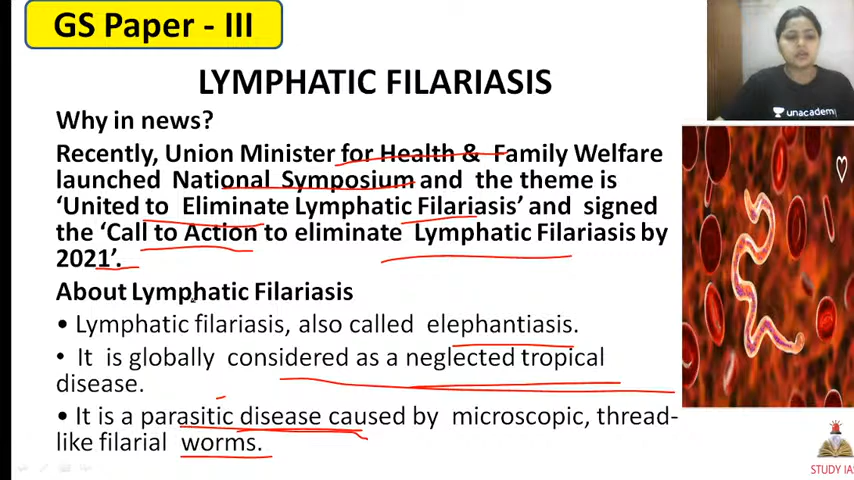 GS Paper - III
unacademy
LYMPHATIC FILARIASIS
Why in news?
Recently, Union Minister for Health & Family Welfare
launched National Symposium and the theme is
‘United to Eliminate Lymphatic Filariasis’ and signed
the ‘Call to Action to eliminate Lymphatic Filariasis by
2021’.
About Lymphatic Filariasis
• Lymphatic filariasis, also called elephantiasis.
• It is globally considered as a neglected tropical
disease.
• It is a parasitic disease caused by microscopic, thread-
like filarial worms.
STUDY IA